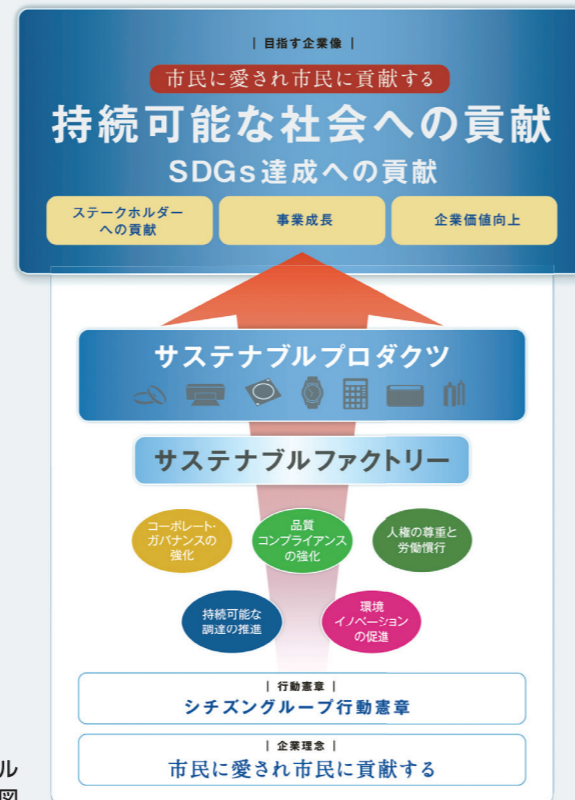 | 目指す企業像 |
市民に愛され市民に貢献する
持続可能な社会への貢献
SDGs達成への貢献
ステークホルダー
への貢献
事業成長
企業価値向上
サステナブルプロダクツ
サステナブルファクトリー
コーポレート・
ガバナンスの
強化
品質
コンプライアンス
の強化
人権の尊重と
労働慣行
持続可能な
調達の推進
環境
イノベーション
の促進
| 行動憲章 |
シチズングループ行動憲章
| 企業理念 |
市民に愛され市民に貢献する
ル
図